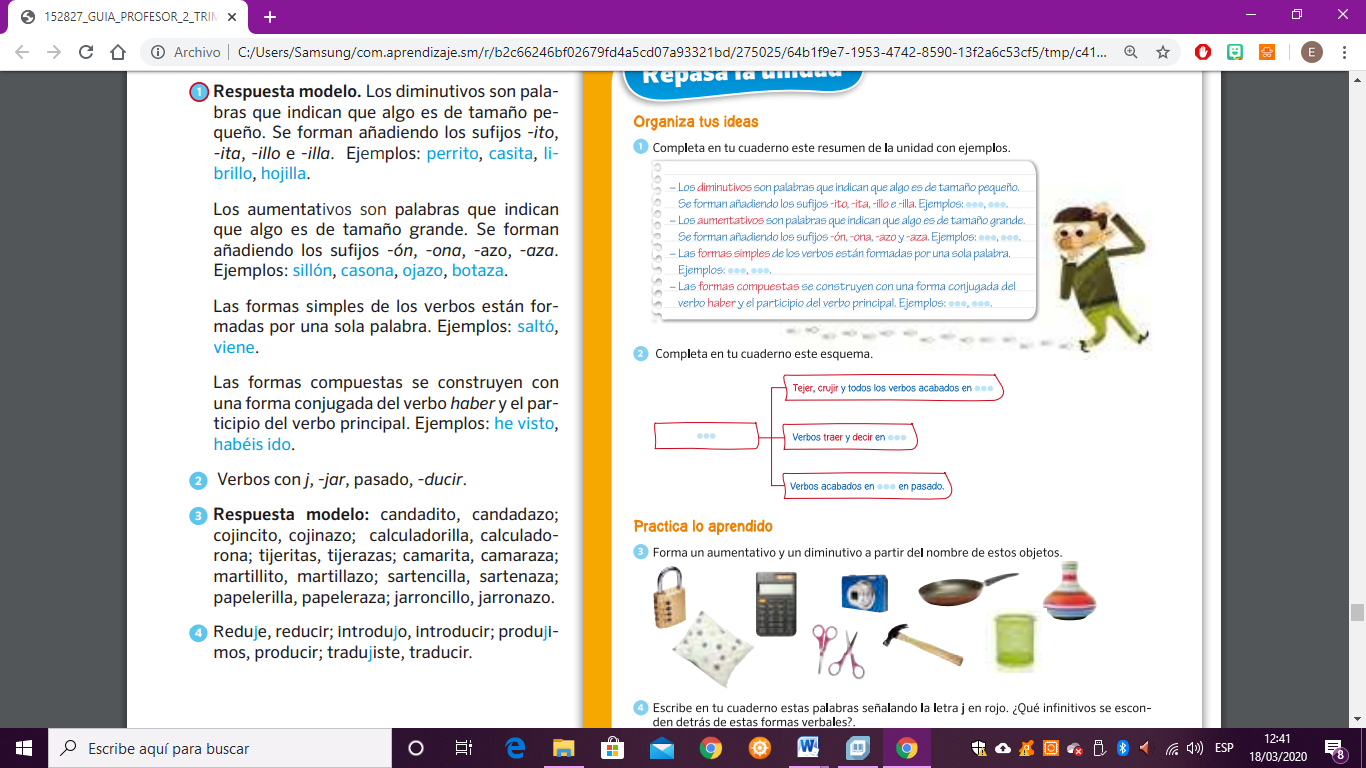 152827_GUIA_PROFESOR_2_TRIM
Archivo
C:/Users/Samsung/com.aprendizaje.sm/r/b2c66246bf02679fd4a5cd07a93321bd/275025/64b1f9e7-1953-4742-8590-13f2a6c53cf5/tmp/c41...
E
1 Respuesta modelo. Los diminutivos son pala-
bras que indican que algo es de tamaño pe-
queño. Se forman añadiendo los sufijos -ito,
-ita, -illo e -illa. Ejemplos: perrito, casita, li-
brillo, hojilla.
Los aumentativos son palabras que indican
que algo es de tamaño grande. Se forman
añadiendo los sufijos -ón, -ona, -azo, -aza.
Ejemplos: sillón, casona, ojazo, botaza.
Las formas simples de los verbos están for-
madas por una sola palabra. Ejemplos: saltó,
viene.
Las formas compuestas se construyen con
una forma conjugada del verbo haber y el par-
ticipio del verbo principal. Ejemplos: he visto,
habéis ido.
2 Verbos con j, -jar, pasado, -ducir.
3 Respuesta modelo: candadito, candadazo;
cojincito, cojinazo; calculadorilla, calculado-
rona; tijeritas, tijerazas; camarita, camaraza;
martillito, martillazo; sartencilla, sartenaza;
papelerilla, papeleraza; jarroncillo, jarronazo.
4 Reduje, reducir; introdujo, introducir; produji-
mos, producir; tradujiste, traducir.
Repasa la unidad
Organiza tus ideas
1 Completa en tu cuaderno este resumen de la unidad con ejemplos.
– Los diminutivos son palabras que indican que algo es de tamaño pequeño.
Se forman añadiendo los sufijos -ito, -ita, -illo e -illa. Ejemplos: •••, •••.
– Los aumentativos son palabras que indican que algo es de tamaño grande.
Se forman añadiendo los sufijos -ón, -ona, -azo y -aza. Ejemplos: •••, •••.
– Las formas simples de los verbos están formadas por una sola palabra.
Ejemplos: •••, •••.
– Las formas compuestas se construyen con una forma conjugada del
verbo haber y el participio del verbo principal. Ejemplos: •••, •••.
2 Completa en tu cuaderno este esquema.
Tejer, crujir y todos los verbos acabados en •••
•••
Verbos traer y decir en •••
Verbos acabados en ••• en pasado.
Practica lo aprendido
3 Forma un aumentativo y un diminutivo a partir del nombre de estos objetos.
4 Escribe en tu cuaderno estas palabras señalando la letra j en rojo. ¿Qué infinitivos se escon-
den detrás de estas formas verbales?.
Escribe aquí para buscar
ESP
12:41
18/03/2020
8